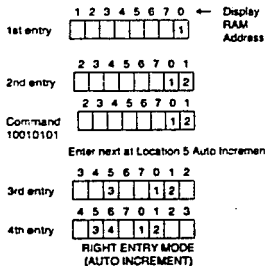 1 2 3 4 5 6 7 0 ← Display
RAM
Address
1st entry 1
2 3 4 5 6 7 0 1
2nd entry 1 2
2 3 4 5 6 7 0 1
Command
10010101 1 2
Enter next at Location 5 Auto Incremen
3 4 5 6 7 0 1 2
3rd entry 3 1 2
4 5 6 7 0 1 2 3
4th entry 3 4 1 2
RIGHT ENTRY MODE
(AUTO INCREMENT)